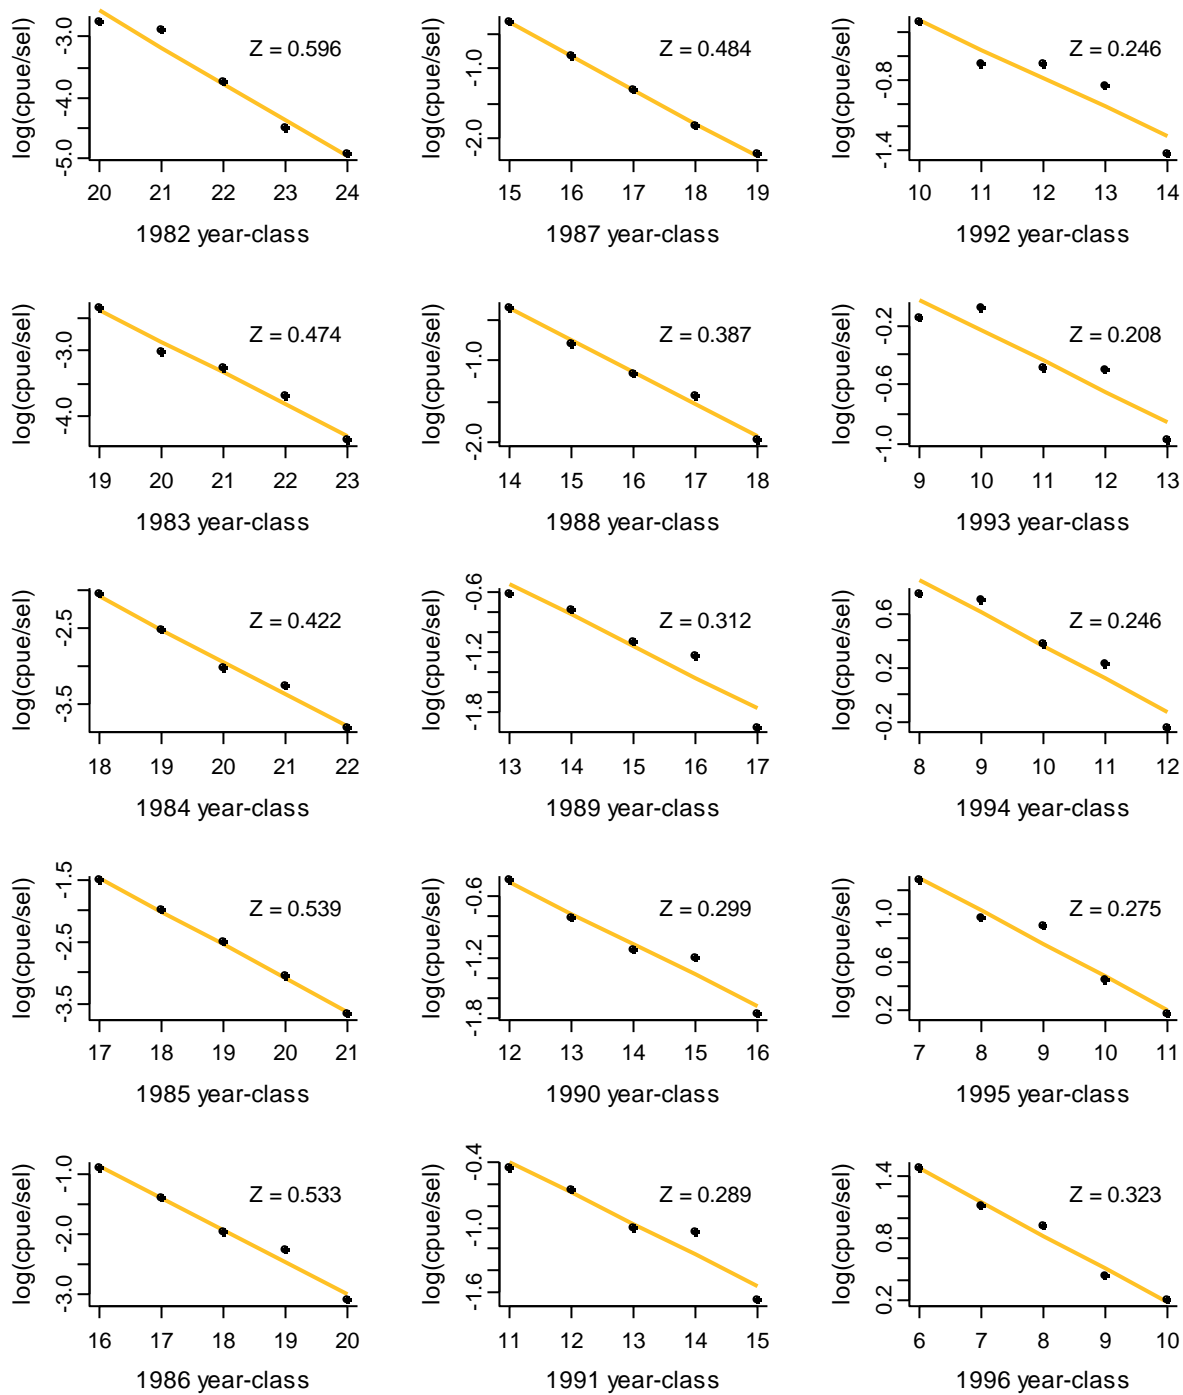 log(cpue/sel)
-3.0
-4.0
-5.0
Z = 0.596
20 21 22 23 24
1982 year-class
log(cpue/sel)
-1.0
-2.0
Z = 0.484
15 16 17 18 19
1987 year-class
log(cpue/sel)
-0.8
-1.4
Z = 0.246
10 11 12 13 14
1992 year-class
log(cpue/sel)
-3.0
-4.0
Z = 0.474
19 20 21 22 23
1983 year-class
log(cpue/sel)
-1.0
-2.0
Z = 0.387
14 15 16 17 18
1988 year-class
log(cpue/sel)
-0.2
-0.6
-1.0
Z = 0.208
9 10 11 12 13
1993 year-class
log(cpue/sel)
-2.5
-3.5
Z = 0.422
18 19 20 21 22
1984 year-class
log(cpue/sel)
-0.6
-1.2
-1.8
Z = 0.312
13 14 15 16 17
1989 year-class
log(cpue/sel)
0.6
0.2
-0.2
Z = 0.246
8 9 10 11 12
1994 year-class
log(cpue/sel)
-1.5
-2.5
-3.5
Z = 0.539
17 18 19 20 21
1985 year-class
log(cpue/sel)
-0.6
-1.2
-1.8
Z = 0.299
12 13 14 15 16
1990 year-class
log(cpue/sel)
1.0
0.6
0.2
Z = 0.275
7 8 9 10 11
1995 year-class
log(cpue/sel)
-1.0
-2.0
-3.0
Z = 0.533
16 17 18 19 20
1986 year-class
log(cpue/sel)
-0.4
-1.0
-1.6
Z = 0.289
11 12 13 14 15
1991 year-class
log(cpue/sel)
1.4
0.8
0.2
Z = 0.323
6 7 8 9 10
1996 year-class